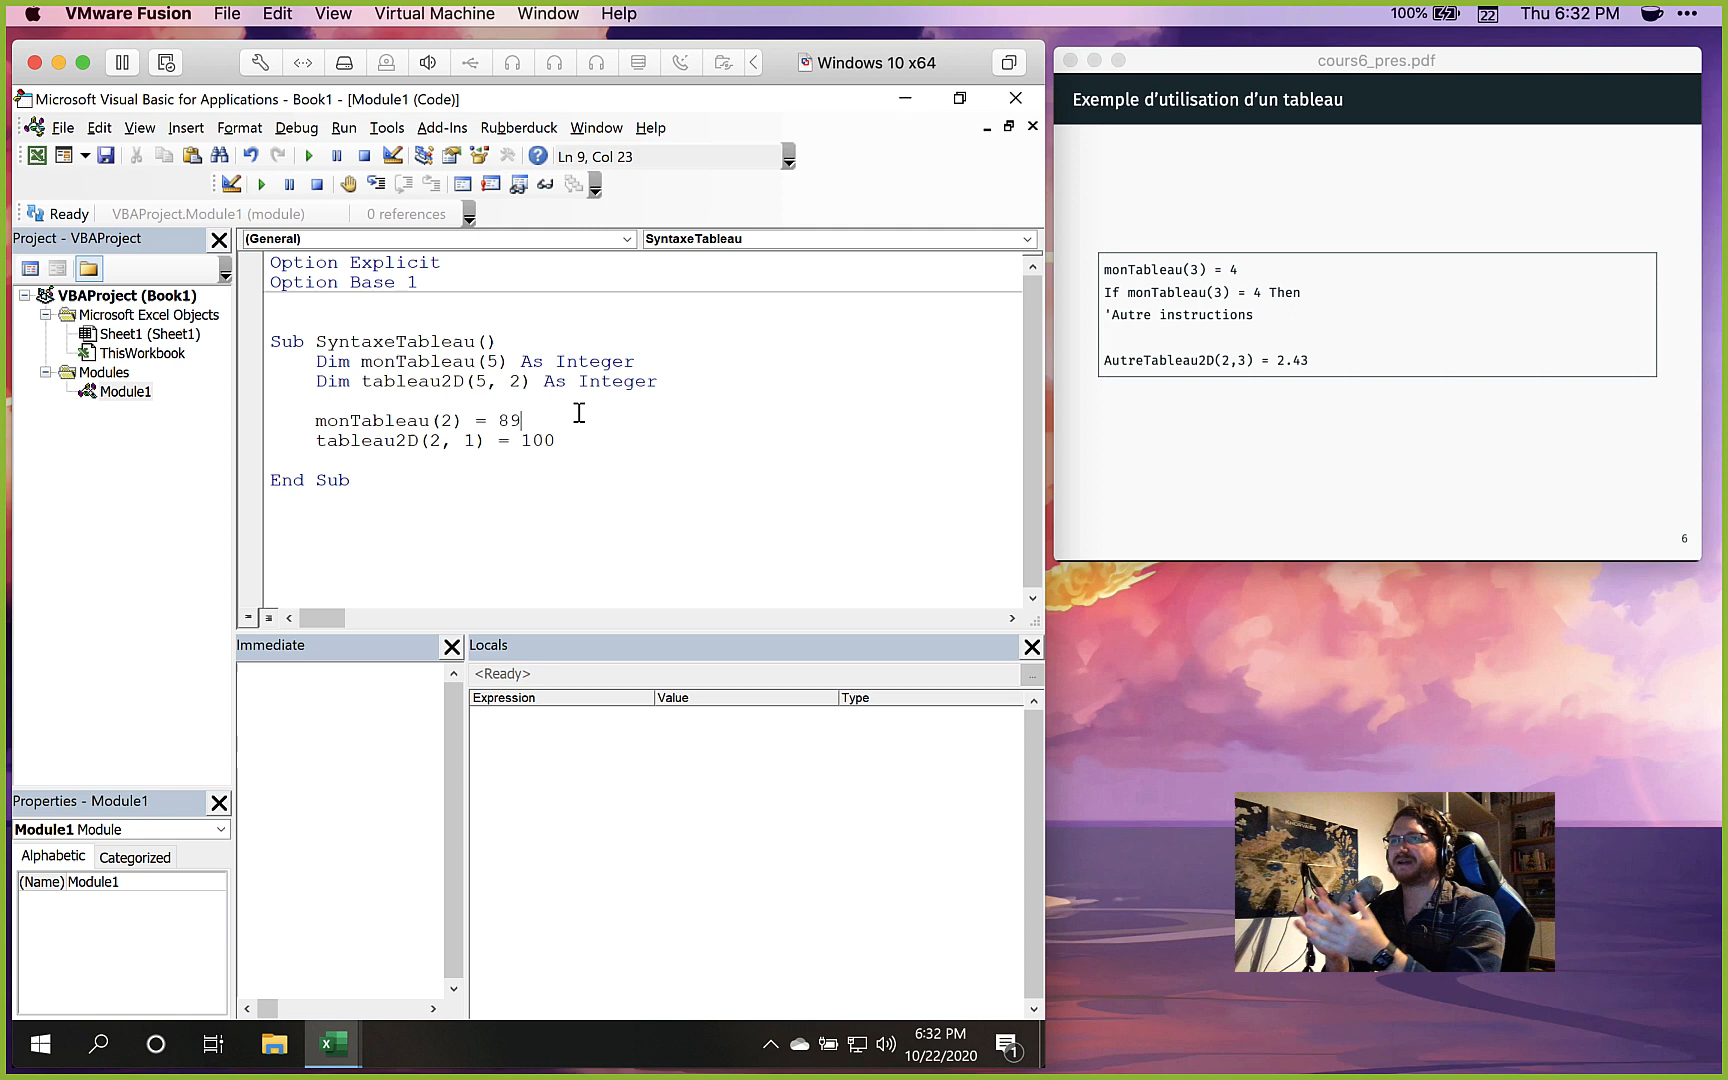 VMware Fusion File Edit View Virtual Machine Window Help
100% 22 Thu 6:32 PM
Windows 10 x64
cours6_pres.pdf
Microsoft Visual Basic for Applications - Book1 - [Module1 (Code)]
File Edit View Insert Format Debug Run Tools Add-Ins Rubberduck Window Help
Ln 9, Col 23
Ready VBAProject.Module1 (module) 0 references
Project - VBAProject
VBAProject (Book1)
Microsoft Excel Objects
Sheet1 (Sheet1)
ThisWorkbook
Modules
Module1
(General) SyntaxeTableau
Option Explicit
Option Base 1
Sub SyntaxeTableau()
Dim monTableau(5) As Integer
Dim tableau2D(5, 2) As Integer
monTableau(2) = 89
tableau2D(2, 1) = 100
End Sub
Immediate
Locals
<Ready>
...
Expression Value Type
Properties - Module1
Module1 Module
Alphabetic Categorized
(Name) Module1
Exemple d'utilisation d'un tableau
monTableau(3) = 4
If monTableau(3) = 4 Then
'Autre instructions
AutreTableau2D(2,3) = 2.43
6
6:32 PM
10/22/2020
1